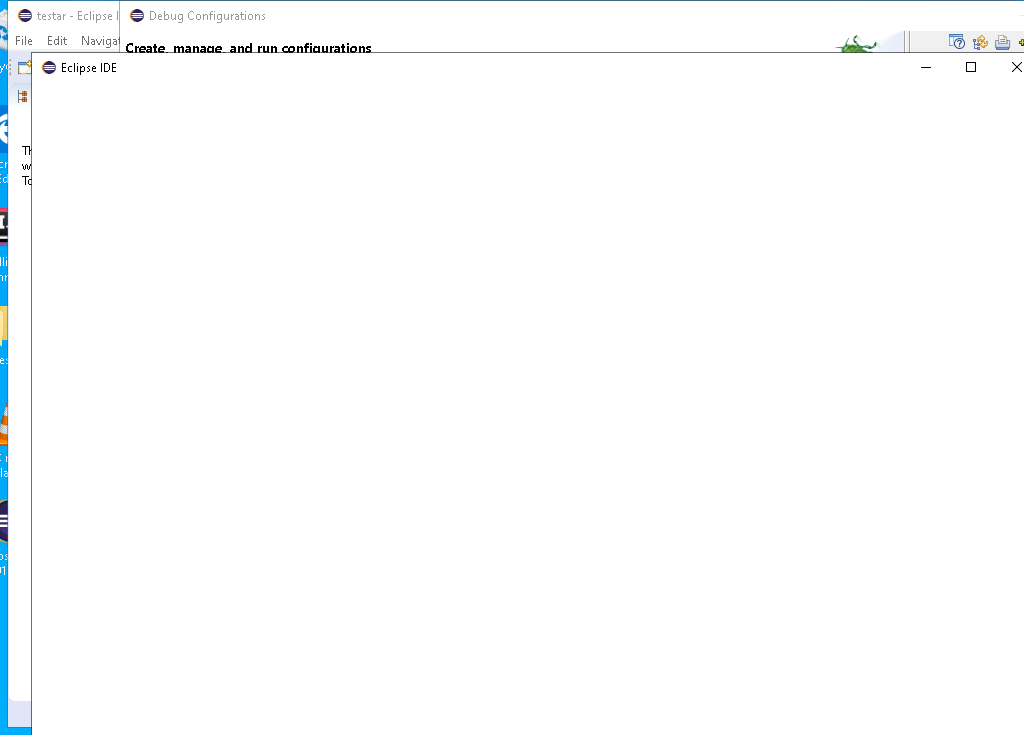 testar - Eclipse I
Debug Configurations
File Edit Navigat
Create, manage, and run configurations
Eclipse IDE
Th
w
To